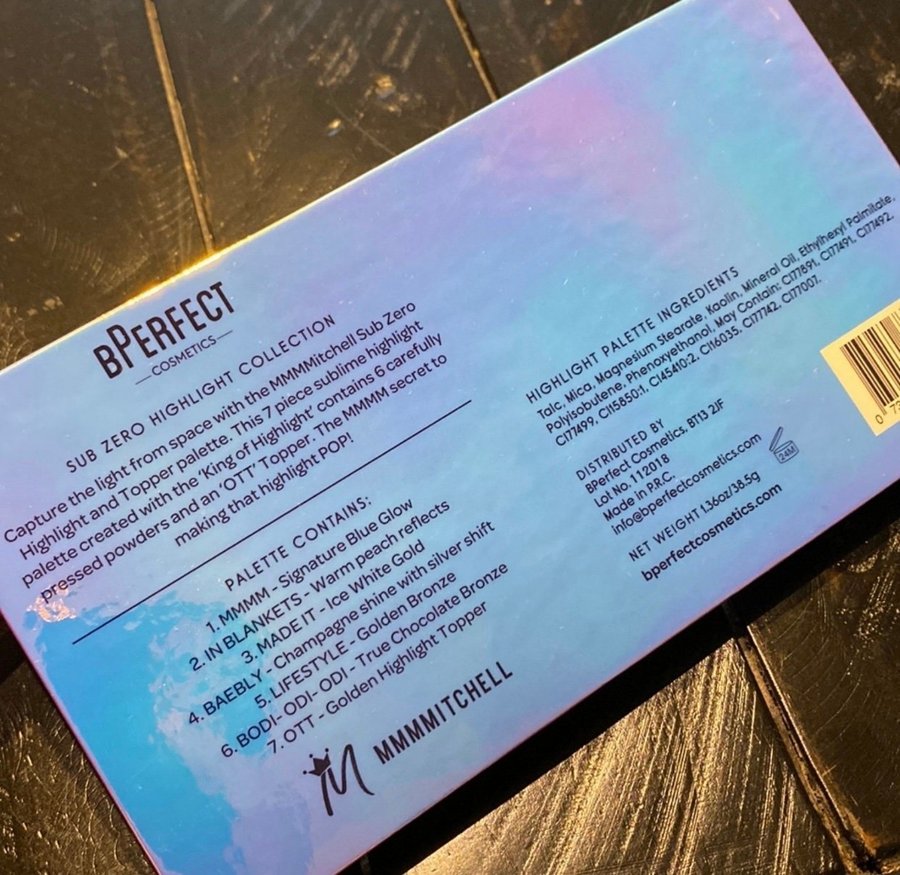 BPERFECT
COSMETICS
SUB ZERO HIGHLIGHT COLLECTION
Capture the light from space with the MMMMitchell Sub Zero
Highlight and Topper palette. This 7 piece sublime highlight
palette created with the 'King of Highlight' contains 6 carefully
pressed powders and an 'OTT' Topper. The MMMM secret to
making that highlight POP!
PALETTE CONTAINS:
1. MMMM - Signature Blue Glow
2. IN BLANKETS - Warm peach reflects
3. MADE IT - Ice White Gold
4. BAEBLY - Champagne shine with silver shift
5. LIFESTYLE - Golden Bronze
6. BODI- ODI- ODI - True Chocolate Bronze
7. OTT - Golden Highlight Topper
M MMMMITCHELL
HIGHLIGHT PALETTE INGREDIENTS
Talc, Mica, Magnesium Stearate, Kaolin, Mineral Oil, Ethylhexyl Palmitate,
Polyisobutene, Phenoxyethanol, May Contain: CI77891, CI77491, CI77492,
CI77499, CI15850:1, CI45410:2, CI16035, CI77742, CI77007.
DISTRIBUTED BY
BPerfect Cosmetics, BT13 2JF
Lot No. 112018
Made in P.R.C.
Info@bperfectcosmetics.com
24M
NET WEIGHT 1.36oz/38.5g
bperfectcosmetics.com